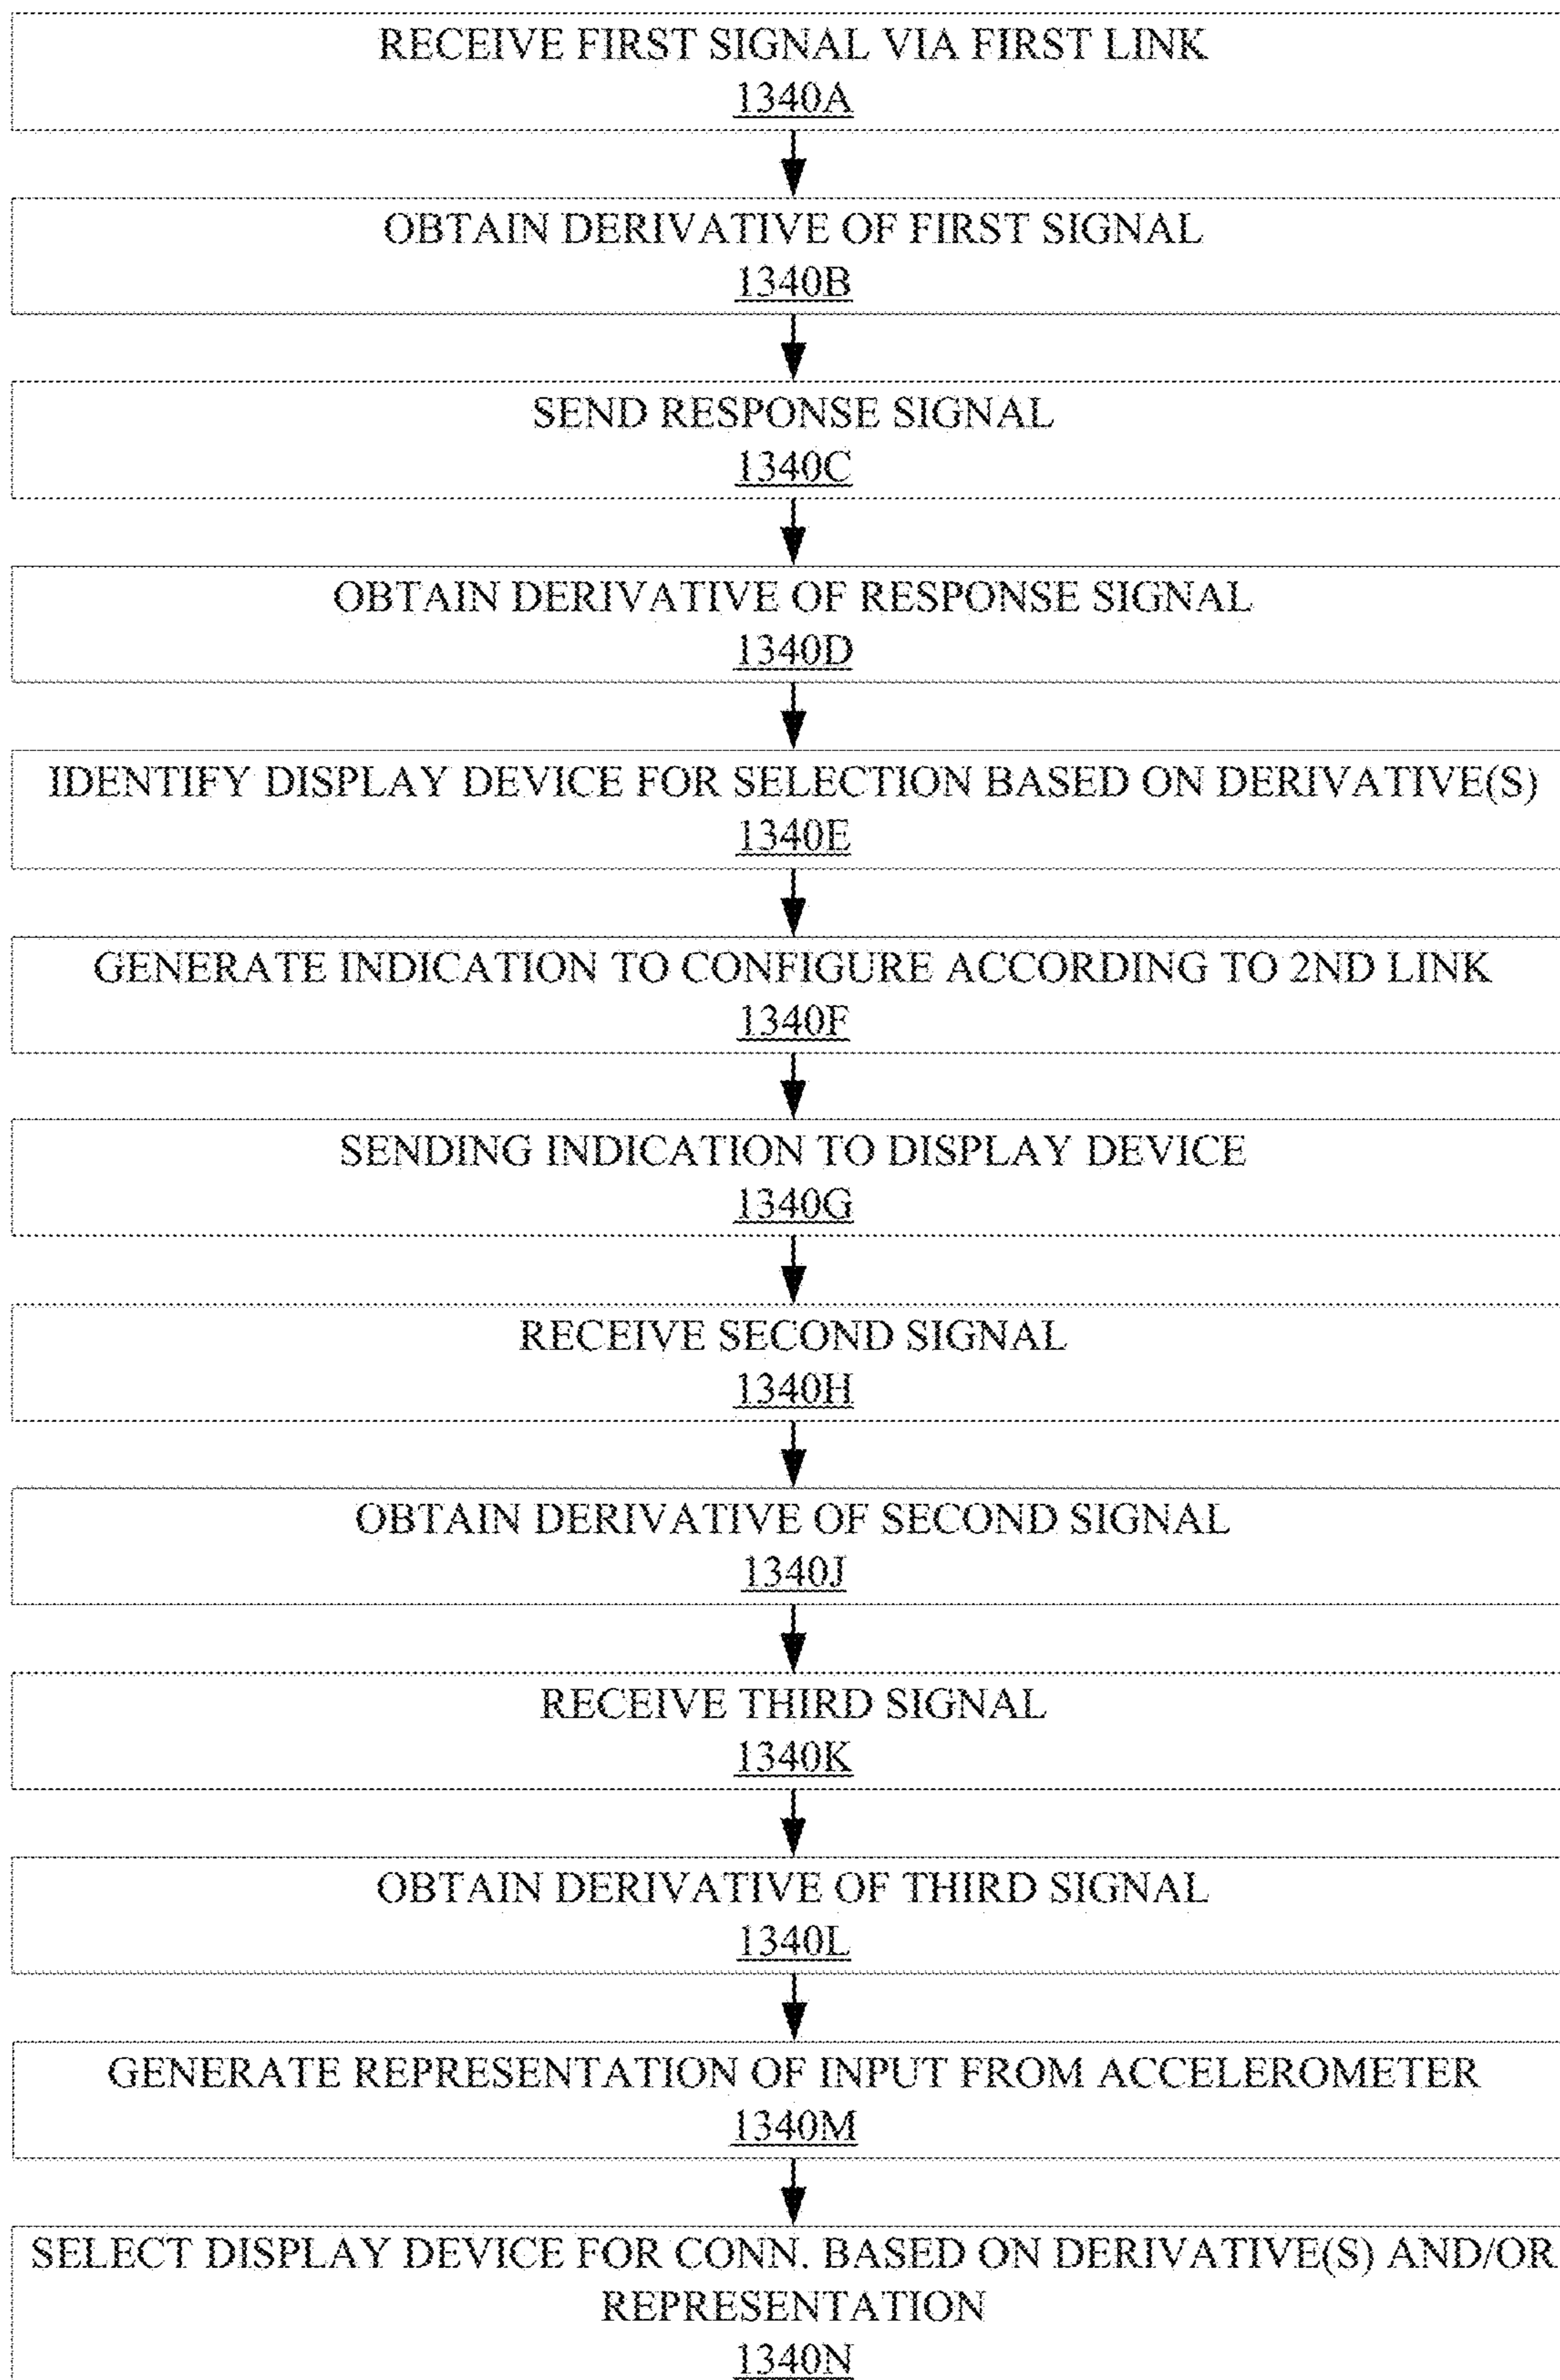 RECEIVE FIRST SIGNAL VIA FIRST LINK
1340A
OBTAIN DERIVATIVE OF FIRST SIGNAL
1340B
SEND RESPONSE SIGNAL
1340C
OBTAIN DERIVATIVE OF RESPONSE SIGNAL
1340D
IDENTIFY DISPLAY DEVICE FOR SELECTION BASED ON DERIVATIVE(S)
1340E
GENERATE INDICATION TO CONFIGURE ACCORDING TO 2ND LINK
1340F
SENDING INDICATION TO DISPLAY DEVICE
1340G
RECEIVE SECOND SIGNAL
1340H
OBTAIN DERIVATIVE OF SECOND SIGNAL
1340J
RECEIVE THIRD SIGNAL
1340K
OBTAIN DERIVATIVE OF THIRD SIGNAL
1340L
GENERATE REPRESENTATION OF INPUT FROM ACCELEROMETER
1340M
SELECT DISPLAY DEVICE FOR CONN. BASED ON DERIVATIVE(S) AND/OR
REPRESENTATION
1340N